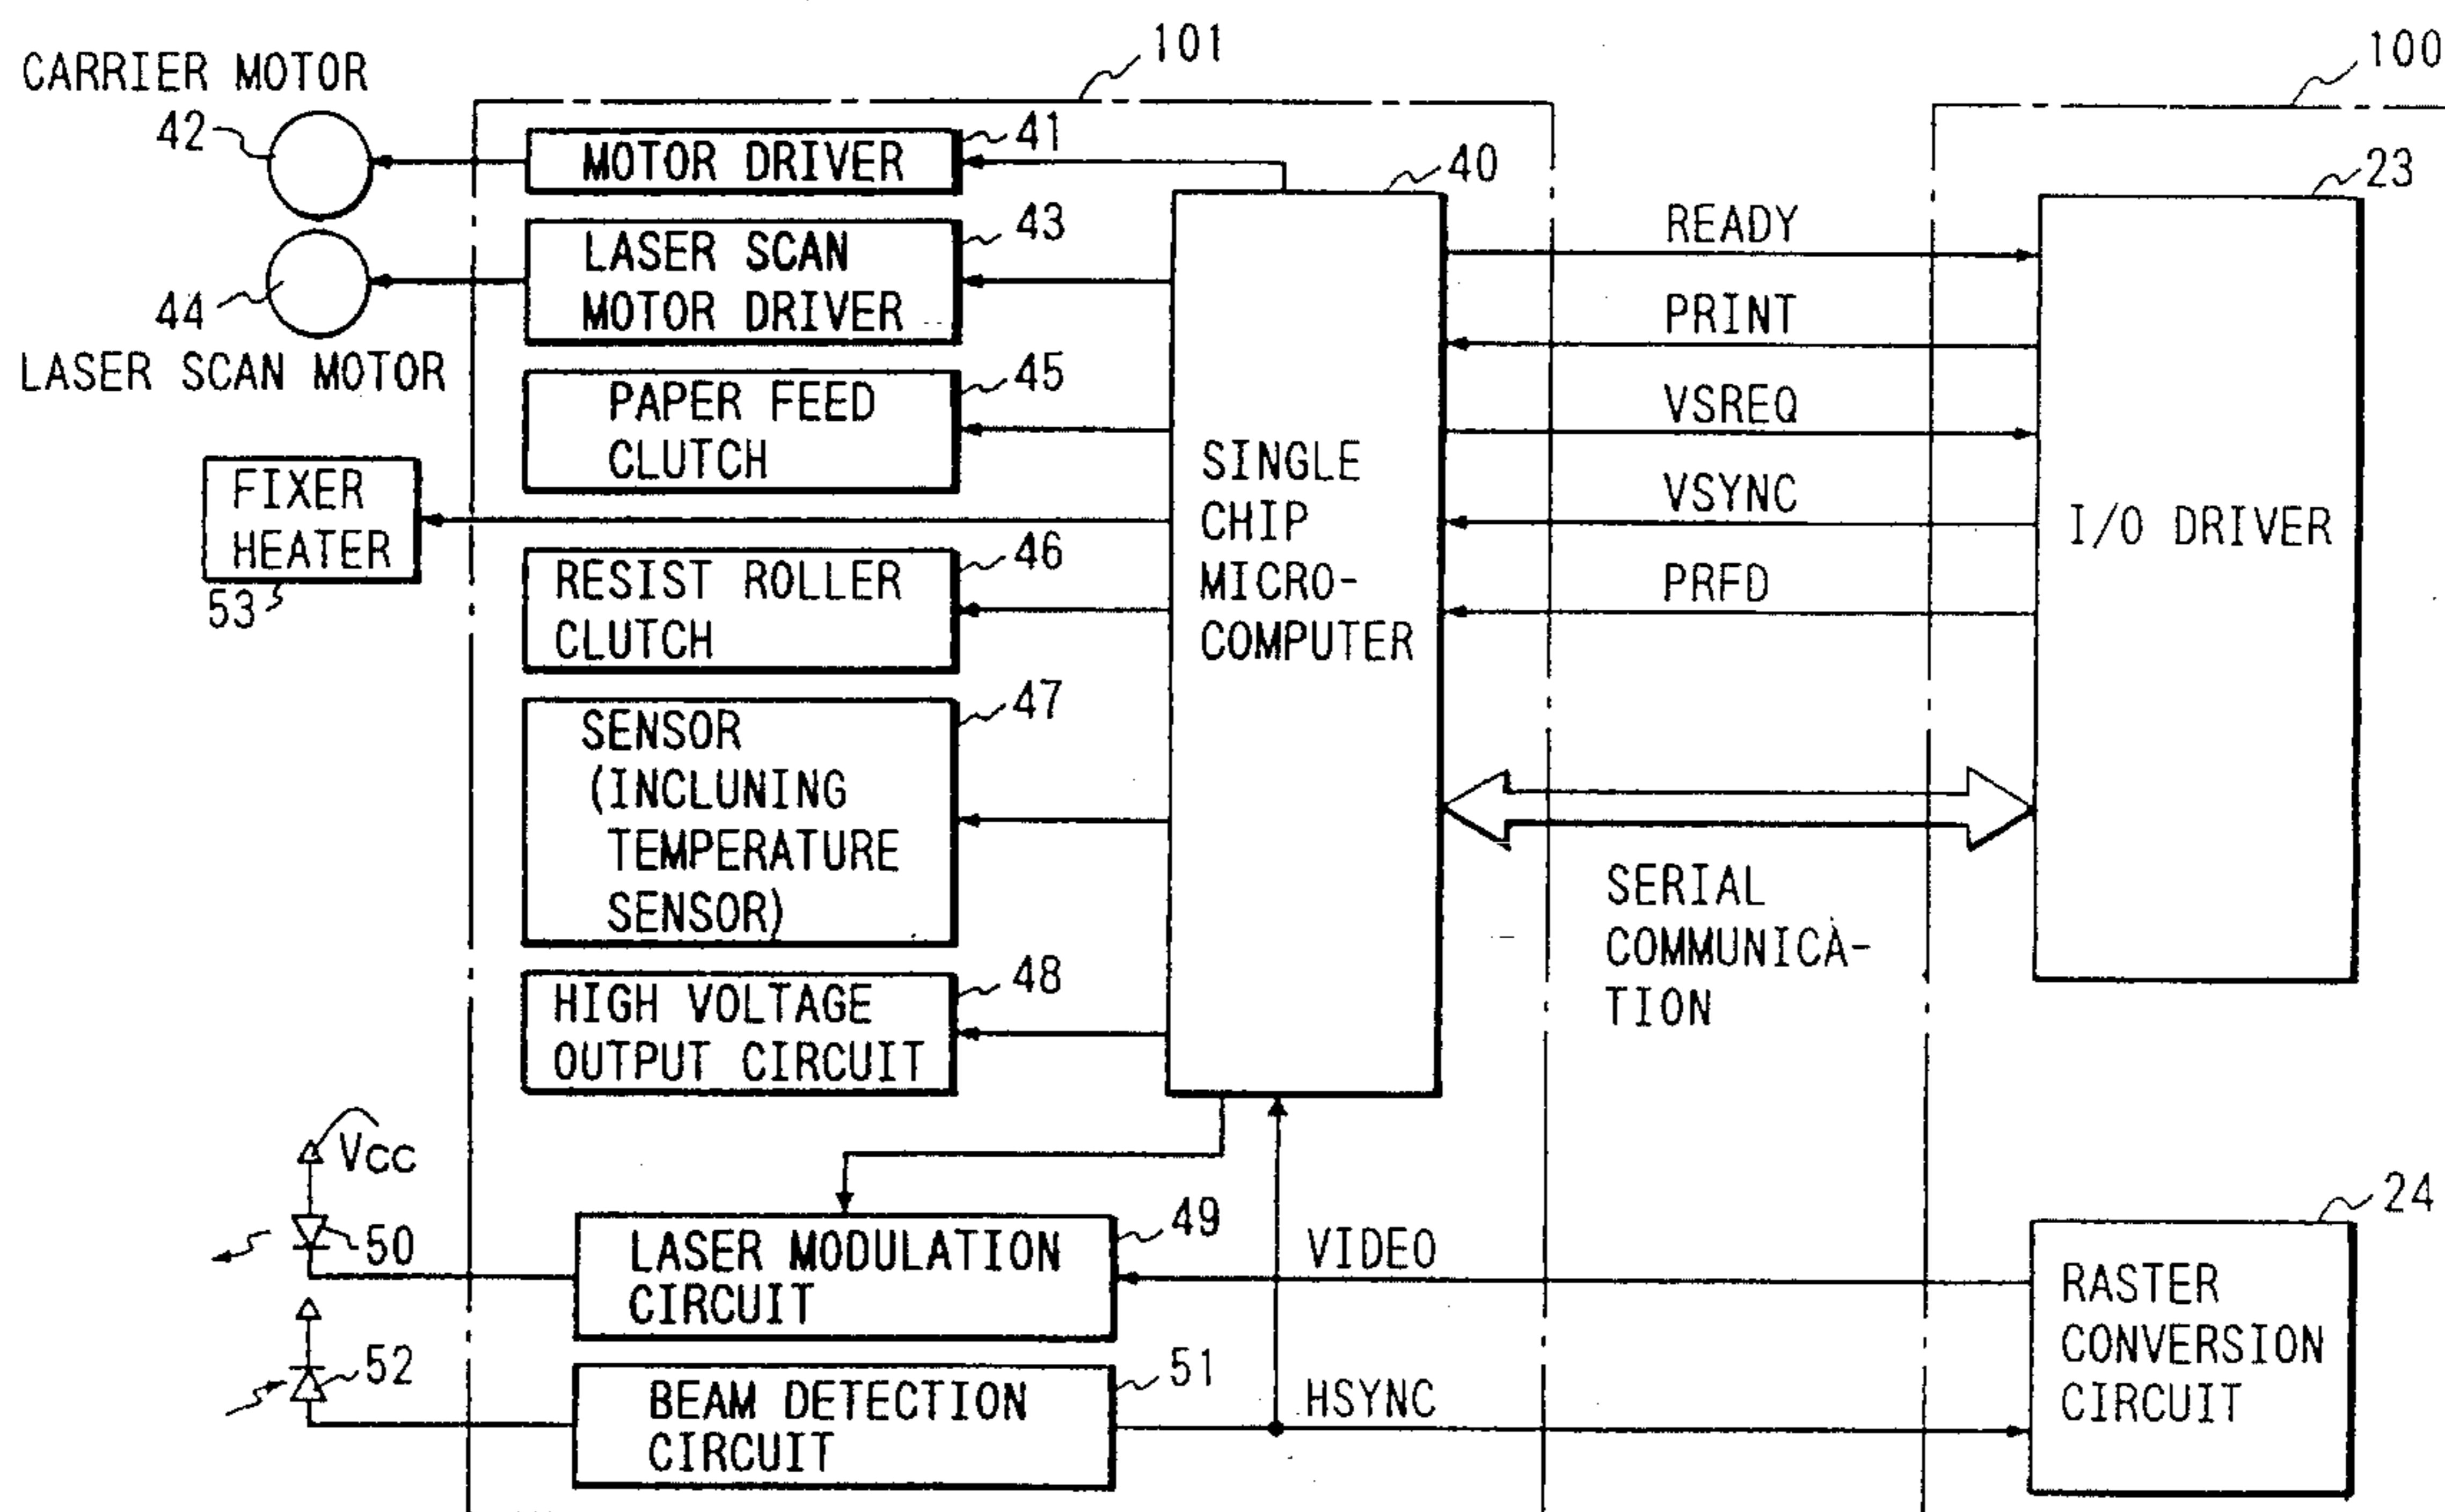 101
100
CARRIER MOTOR
42
MOTOR DRIVER
41
40
23
LASER SCAN
MOTOR DRIVER
43
44
LASER SCAN MOTOR
PAPER FEED
CLUTCH
45
FIXER
HEATER
53
RESIST ROLLER
CLUTCH
46
SENSOR
(INCLUNING
TEMPERATURE
SENSOR)
47
HIGH VOLTAGE
OUTPUT CIRCUIT
48
SINGLE
CHIP
MICRO-
COMPUTER
READY
PRINT
VSREQ
VSYNC
PRFD
I/O DRIVER
SERIAL
COMMUNICA-
TION
Vcc
50
LASER MODULATION
CIRCUIT
49
VIDEO
24
RASTER
CONVERSION
CIRCUIT
52
BEAM DETECTION
CIRCUIT
51
HSYNC